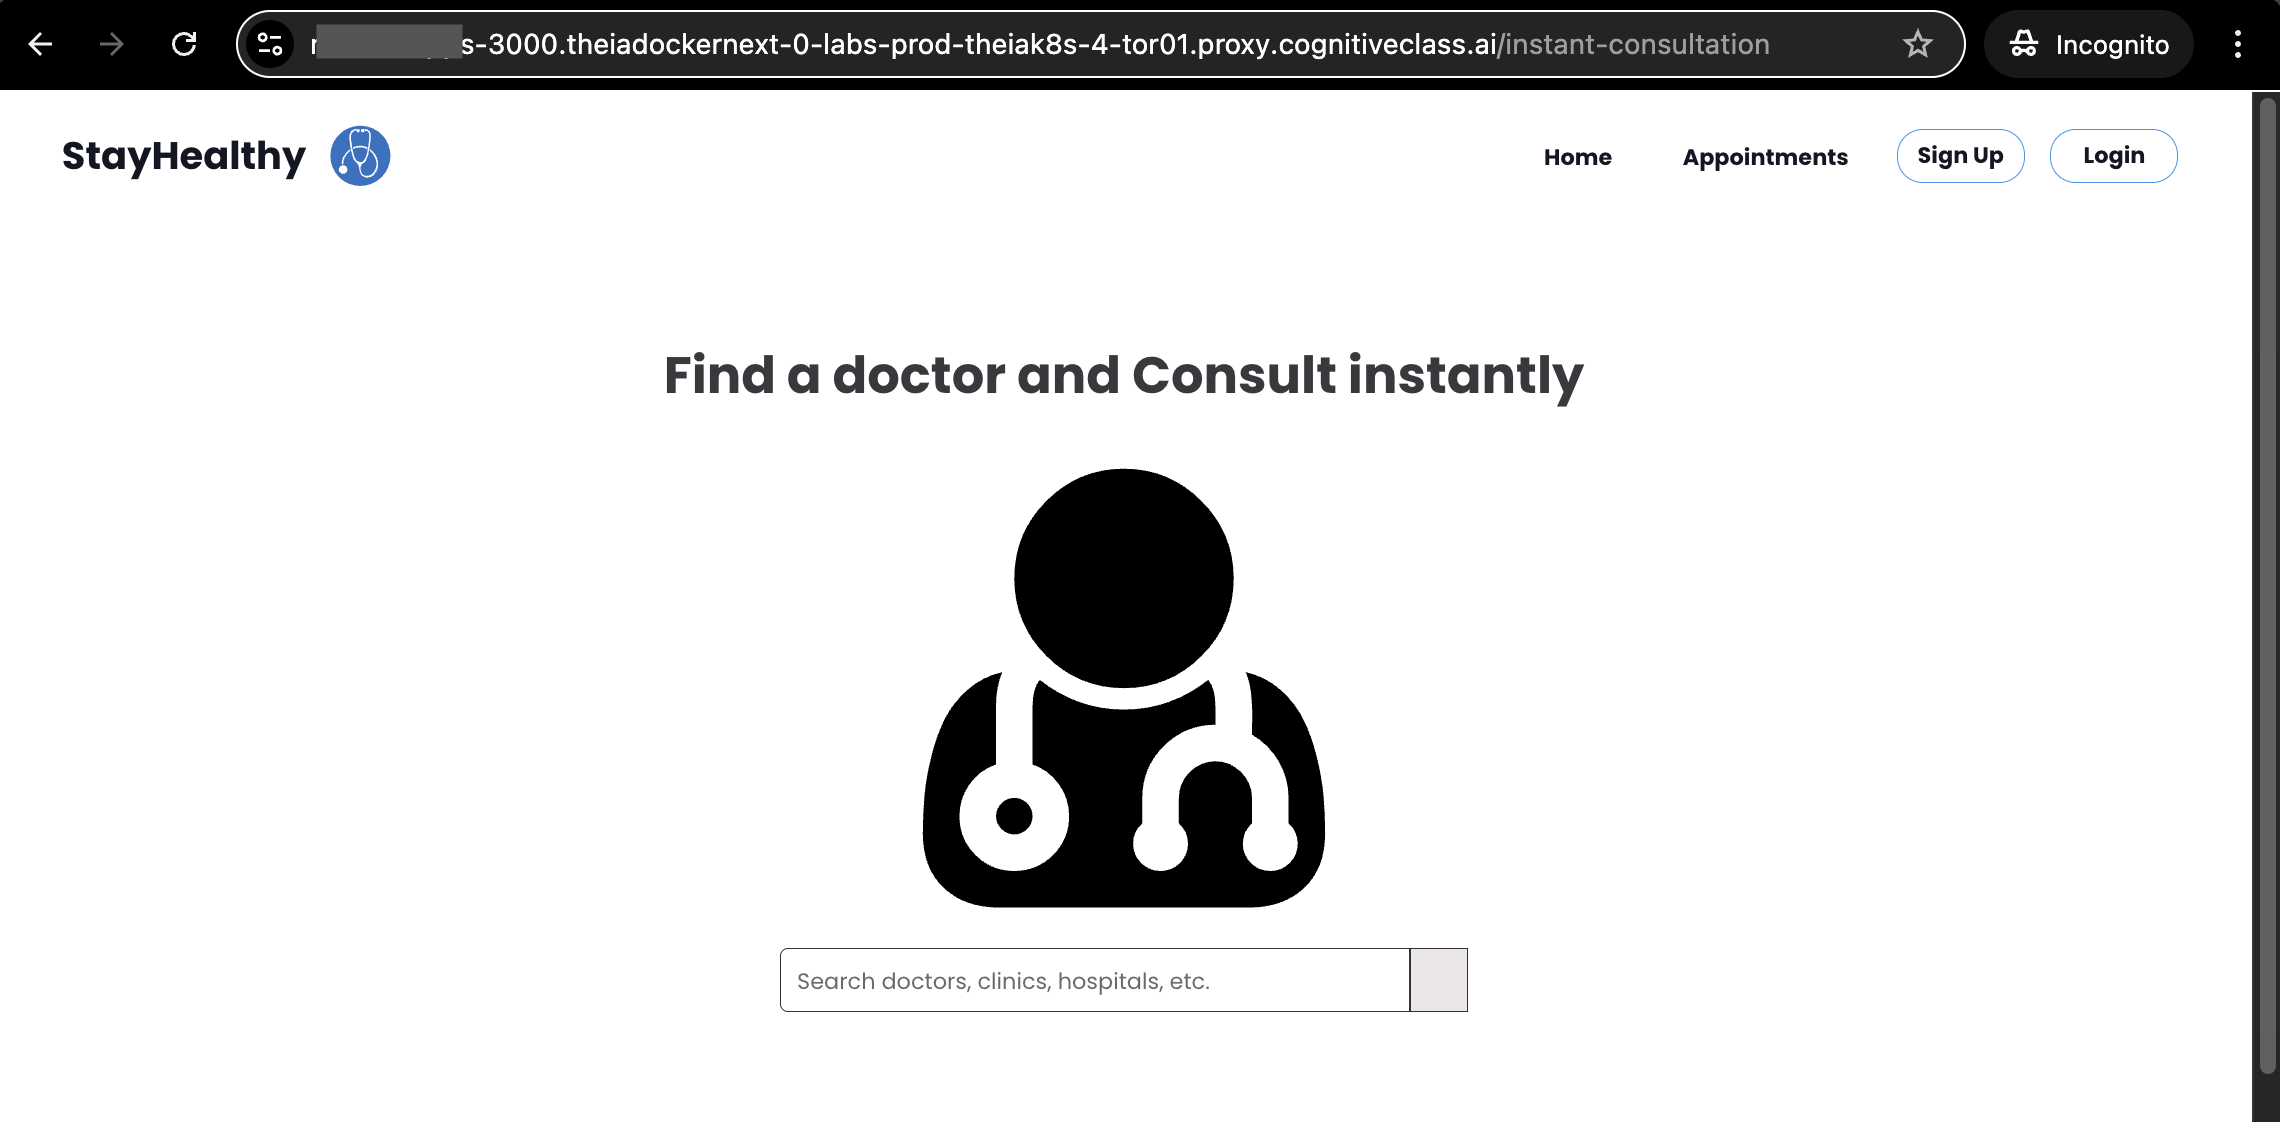 s-3000.theiadockernext-0-labs-prod-theiak8s-4-tor01.proxy.cognitiveclass.ai/instant-consultation
Incognito
StayHealthy
Home
Appointments
Sign Up
Login
Find a doctor and Consult instantly
Search doctors, clinics, hospitals, etc.